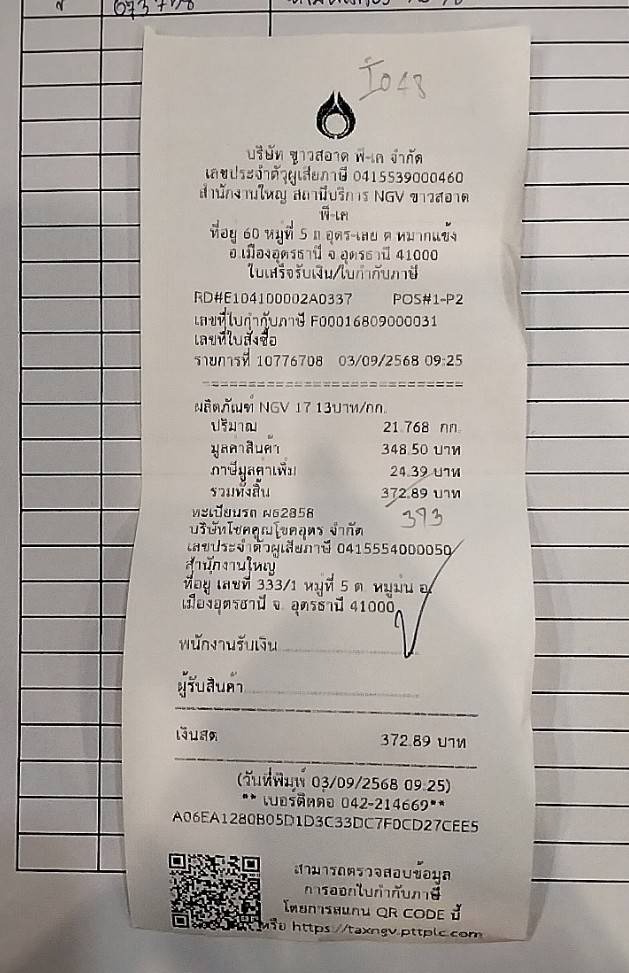 673708
โอ 48
บริษัท ขาวสอาด พี-เค จำกัด
เลขประจำตัวผู้เสียภาษี 0415539000460
สำนักงานใหญ่ สถานีบริการ NGV ขาวสอาด
พี-เค
ที่อยู่ 60 หมู่ที่ 5 ถ.อุดร-เลย ต.หมากแข้ง
อ.เมืองอุดรธานี จ.อุดรธานี 41000
ใบเสร็จรับเงิน/ใบกำกับภาษี
RD#E104100002A0337 POS#1-P2
เลขที่ใบกำกับภาษี F00016809000031
เลขที่ใบสั่งซื้อ
รายการที่ 10776708 03/09/2568 09:25
ผลิตภัณฑ์ NGV 17.13บาท/กก.
ปริมาณ 21.768 กก.
มูลค่าสินค้า 348.50 บาท
ภาษีมูลค่าเพิ่ม 24.39 บาท
รวมทั้งสิ้น 372.89 บาท
ทะเบียนรถ ผธ2858
393
บริษัทโชคคูณโชคอุดร จำกัด
เลขประจำตัวผู้เสียภาษี 0415554000050
สำนักงานใหญ่
ที่อยู่ เลขที่ 333/1 หมู่ที่ 5 ต. หมูม่น อ.
เมืองอุดรธานี จ. อุดรธานี 41000
พนักงานรับเงิน
ผู้รับสินค้า
เงินสด 372.89 บาท
(วันที่พิมพ์ 03/09/2568 09:25)
** เบอร์ติดต่อ 042-214669**
A06EA1280B05D1D3C33DC7F0CD27CEE5
สามารถตรวจสอบข้อมูล
การออกใบกำกับภาษี
โดยการสแกน QR CODE นี้
หรือ https://taxngv.pttplc.com